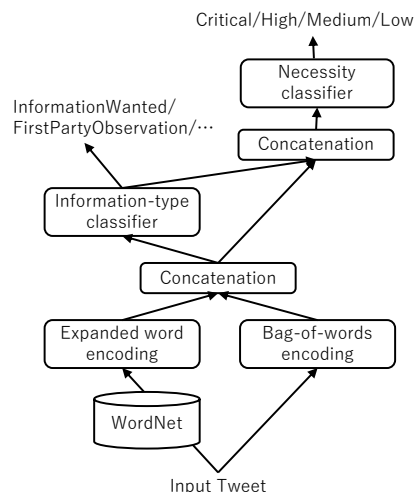 Critical/High/Medium/Low
Necessity
classifier
InformationWanted/
FirstPartyObservation/…
Concatenation
Information-type
classifier
Concatenation
Expanded word
encoding
Bag-of-words
encoding
WordNet
Input Tweet